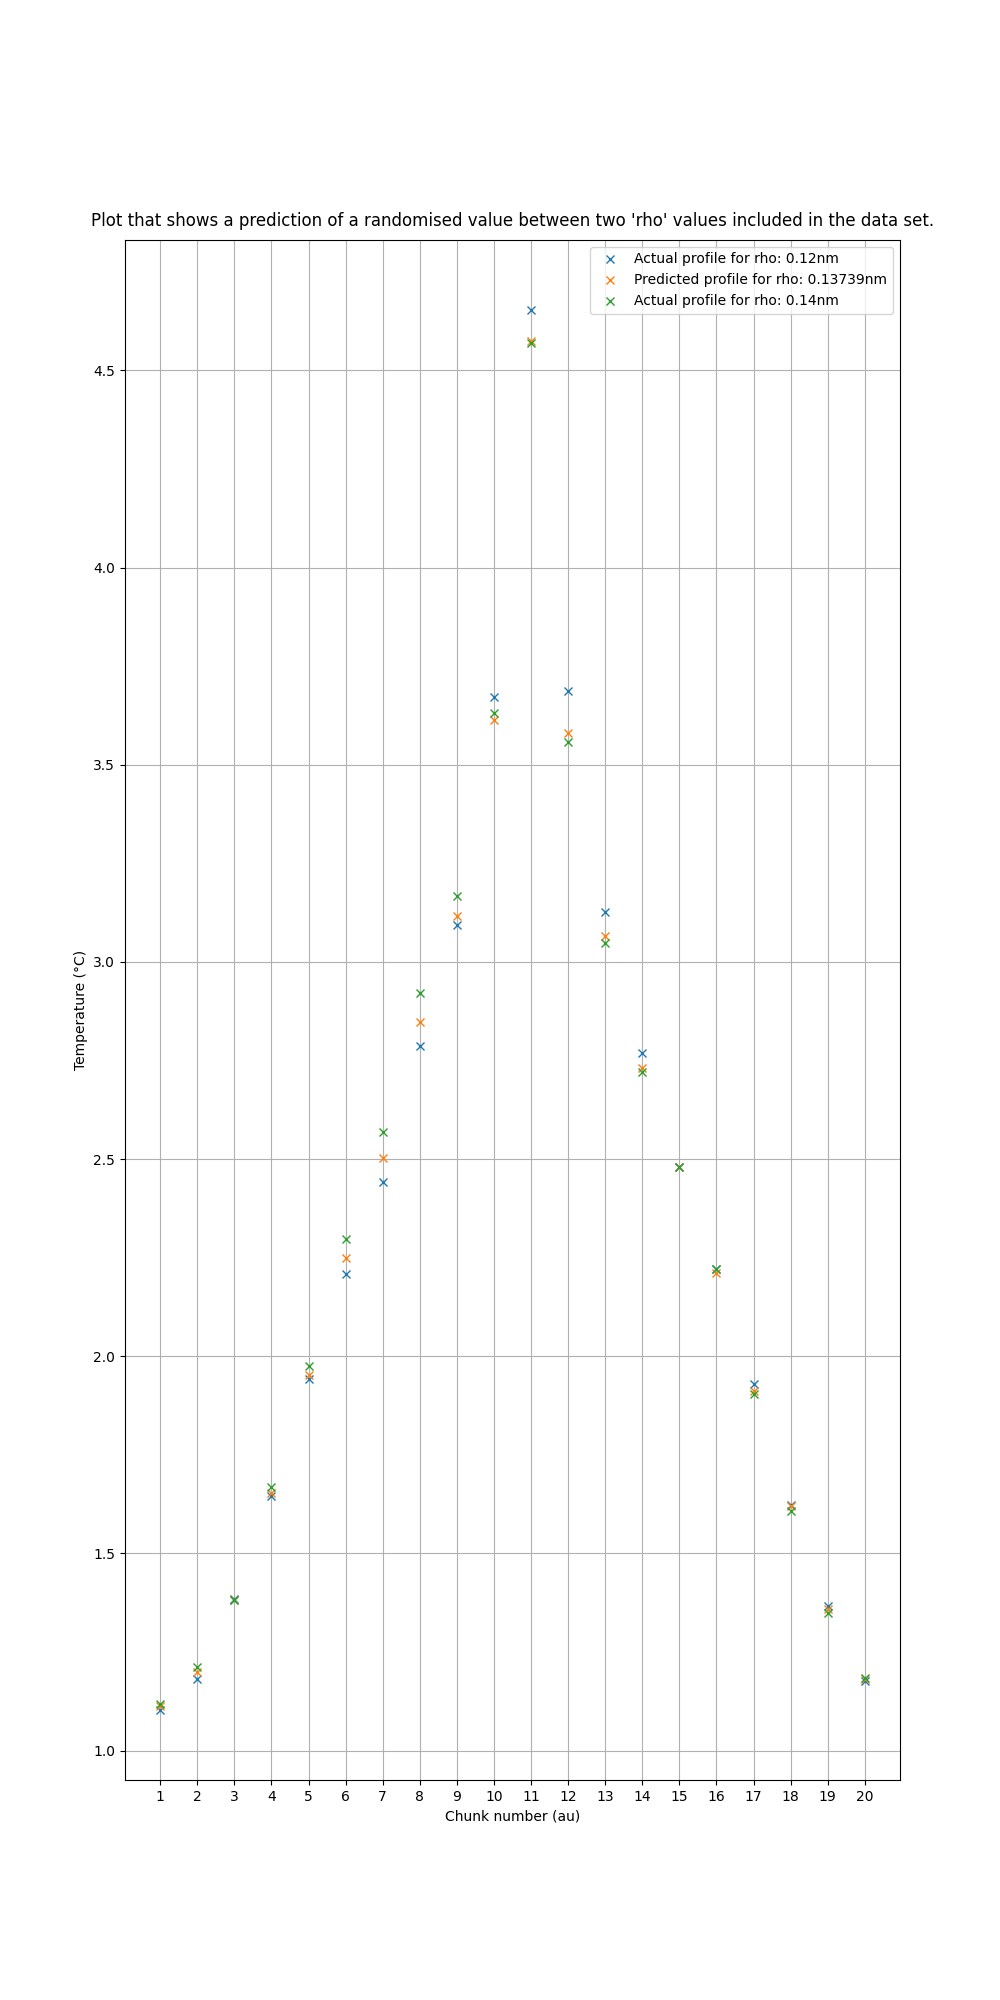 Plot that shows a prediction of a randomised value between two 'rho' values included in the data set.
Actual profile for rho: 0.12nm
Predicted profile for rho: 0.13739nm
Actual profile for rho: 0.14nm
4.5
4.0
3.5
3.0
2.5
2.0
1.5
1.0
Temperature (°C)
1 2 3 4 5 6 7 8 9 10 11 12 13 14 15 16 17 18 19 20
Chunk number (au)